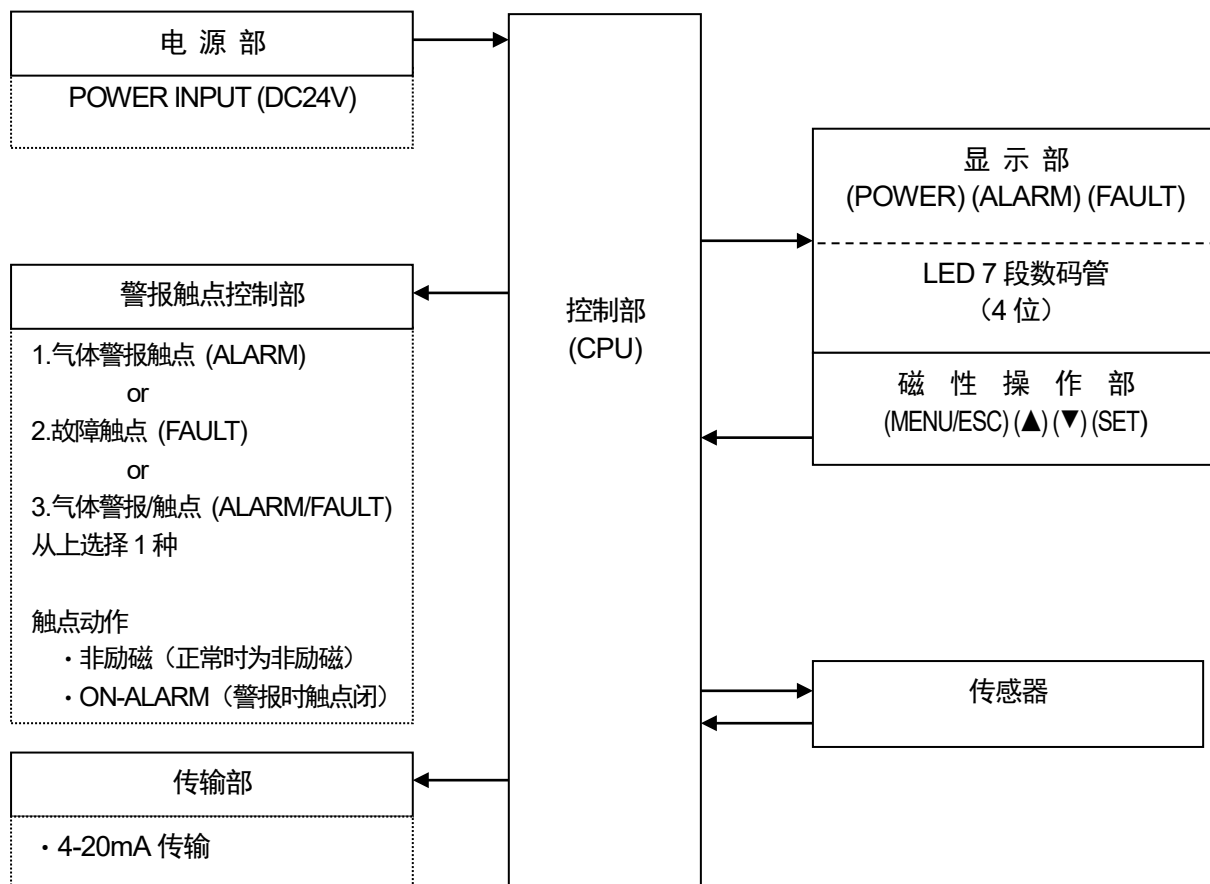 电 源 部
POWER INPUT (DC24V)
警报触点控制部
1.气体警报触点 (ALARM)
or
2.故障触点 (FAULT)
or
3.气体警报/触点 (ALARM/FAULT)
从上选择 1 种
触点动作
・非励磁（正常时为非励磁）
・ON-ALARM（警报时触点闭）
传输部
・4-20mA 传输
控制部
(CPU)
显 示 部
(POWER) (ALARM) (FAULT)
LED 7 段数码管
（4 位）
磁 性 操 作 部
(MENU/ESC) (▲) (▼) (SET)
传感器